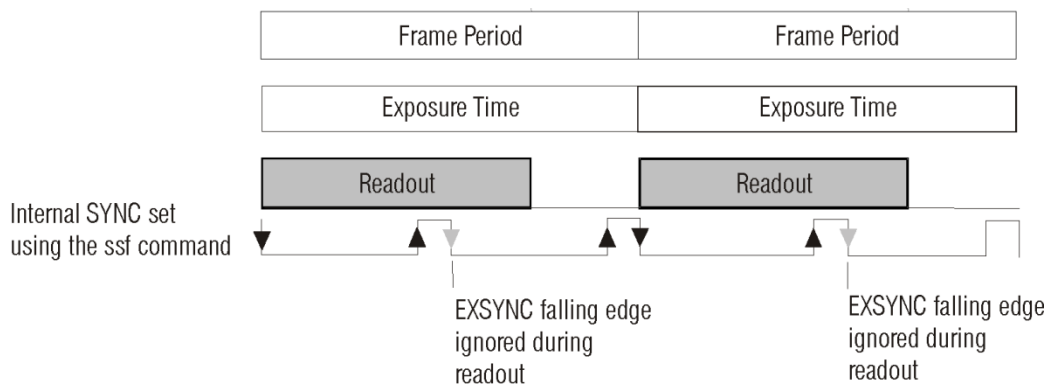 Frame Period
Frame Period
Exposure Time
Exposure Time
Readout
Readout
Internal SYNC set
using the ssf command
EXSYNC falling edge
ignored during
readout
EXSYNC falling edge
ignored during
readout